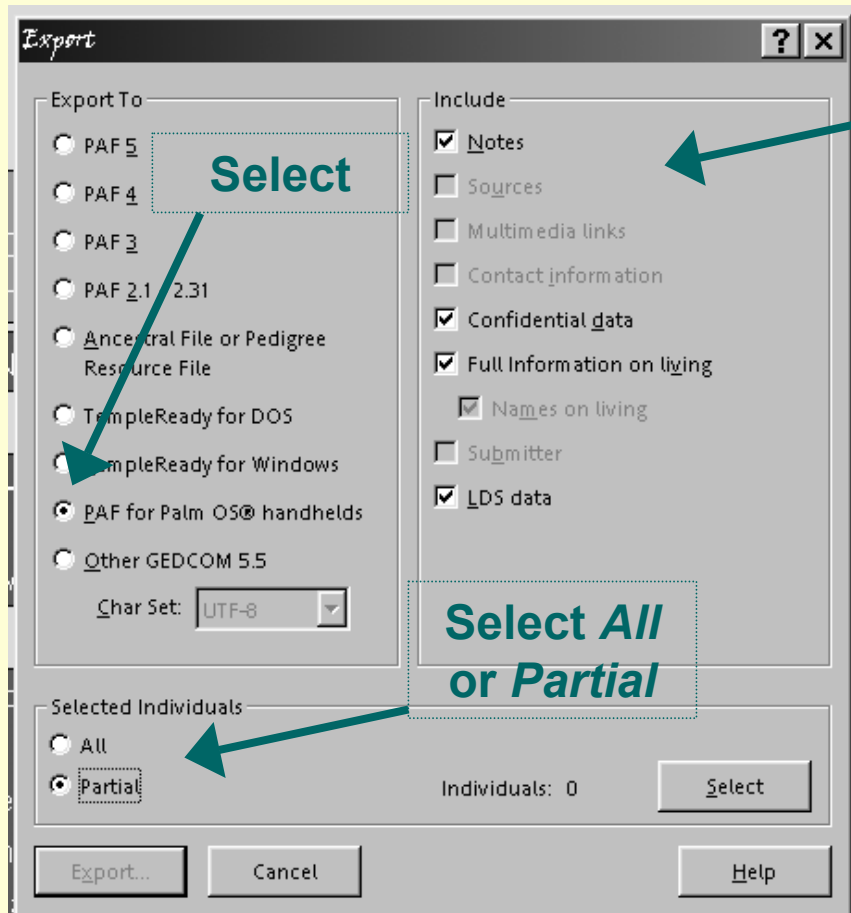 Export
Export To
PAF 5
PAF 4
PAF 3
PAF 2.1 2.31
Ancestral File or Pedigree
Resource File
TempleReady for DOS
TempleReady for Windows
PAF for Palm OS® handhelds
Other GEDCOM 5.5
Char Set: UTF-8
Select
Include
Notes
Sources
Multimedia links
Contact information
Confidential data
Full Information on living
Names on living
Submitter
LDS data
Select All
or Partial
Selected Individuals
All
Partial
Individuals: 0
Select
Export...
Cancel
Help